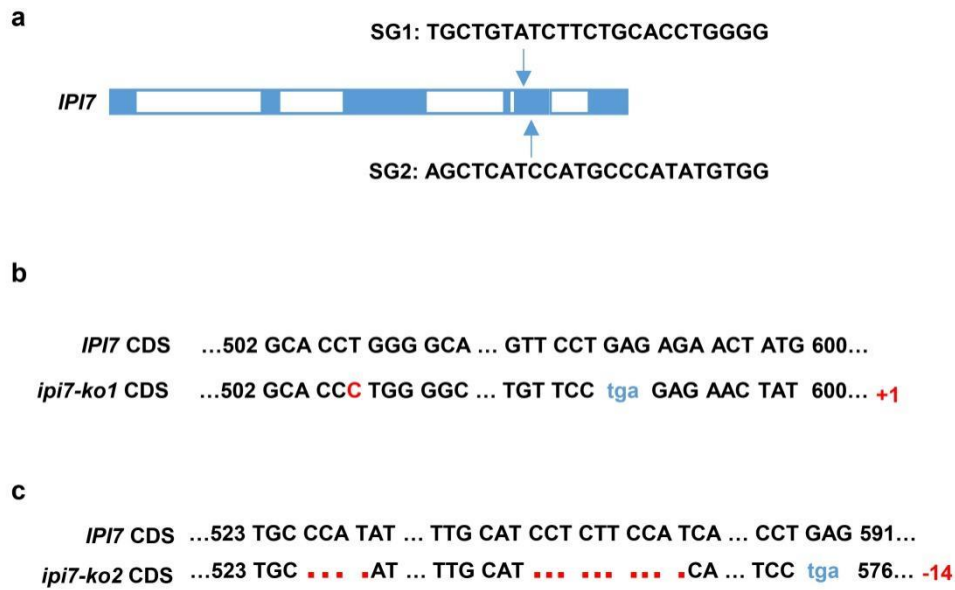 a
SG1: TGCTGTATCTTCTGCACCTGGGG
IPI7
SG2: AGCTCATCCATGCCCATATGTGG
b
IPI7 CDS ...502 GCA CCT GGG GCA ... GTT CCT GAG AGA ACT ATG 600...
ipi7-ko1 CDS ...502 GCA CCC TGG GGC ... TGT TCC tga GAG AAC TAT 600... +1
c
IPI7 CDS ...523 TGC CCA TAT ... TTG CAT CCT CTT CCA TCA ... CCT GAG 591...
ipi7-ko2 CDS ...523 TGC ... .AT ... TTG CAT ... ... ... .CA ... TCC tga 576... -14